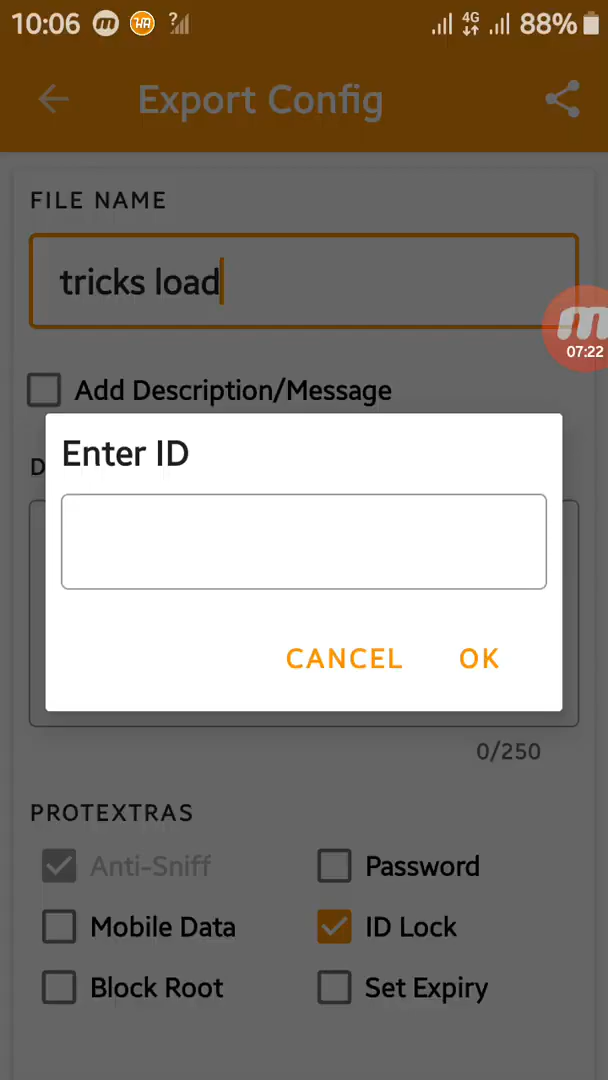 10:06 4G 88%
Export Config
FILE NAME
tricks load
07:22
Add Description/Message
D
Enter ID
CANCEL OK
0/250
PROTEXTRAS
Anti-Sniff Password
Mobile Data ID Lock
Block Root Set Expiry